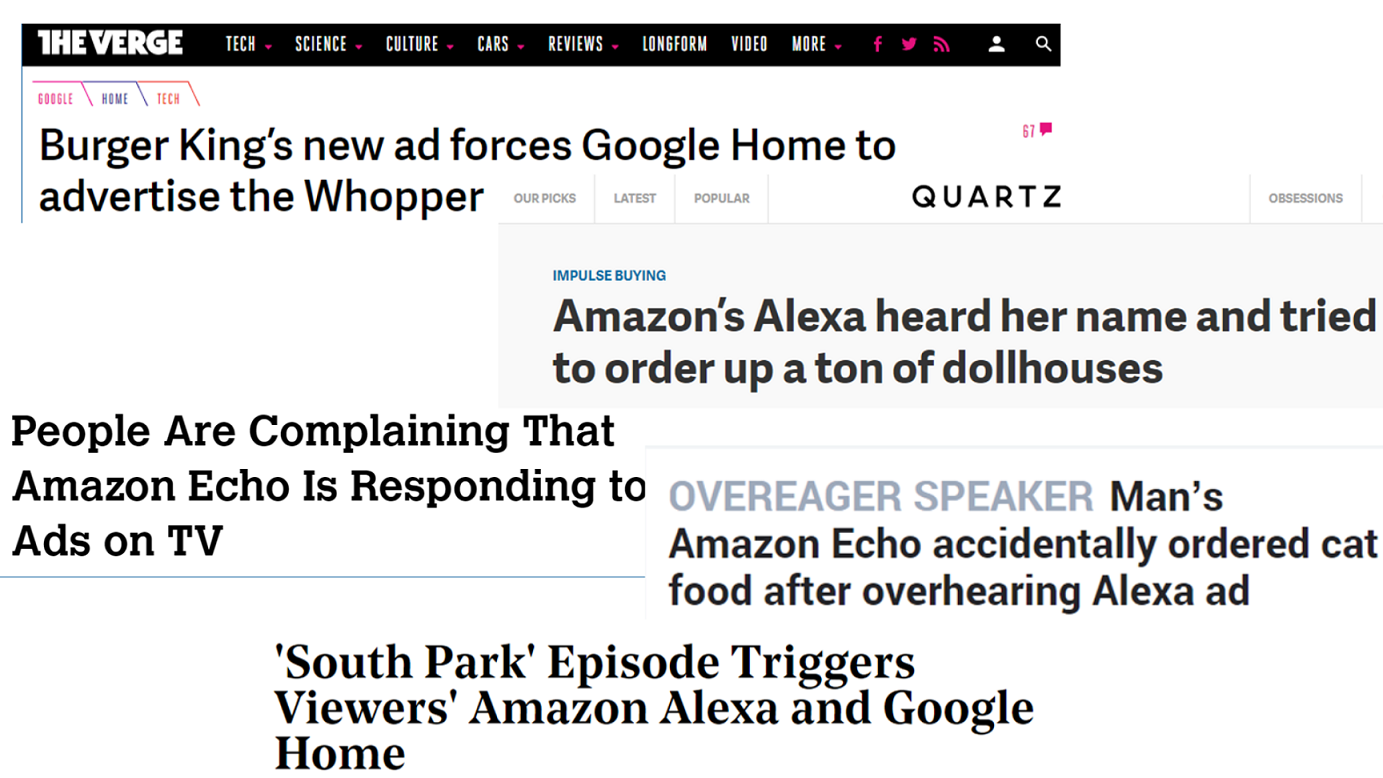 THE VERGE TECH SCIENCE CULTURE CARS REVIEWS LONGFORM VIDEO MORE
GOOGLE HOME TECH
Burger King's new ad forces Google Home to
67
advertise the Whopper
OUR PICKS LATEST POPULAR QUARTZ OBSESSIONS
IMPULSE BUYING
Amazon's Alexa heard her name and tried
to order up a ton of dollhouses
People Are Complaining That
Amazon Echo Is Responding to
Ads on TV
OVEREAGER SPEAKER Man's
Amazon Echo accidentally ordered cat
food after overhearing Alexa ad
'South Park' Episode Triggers
Viewers' Amazon Alexa and Google
Home